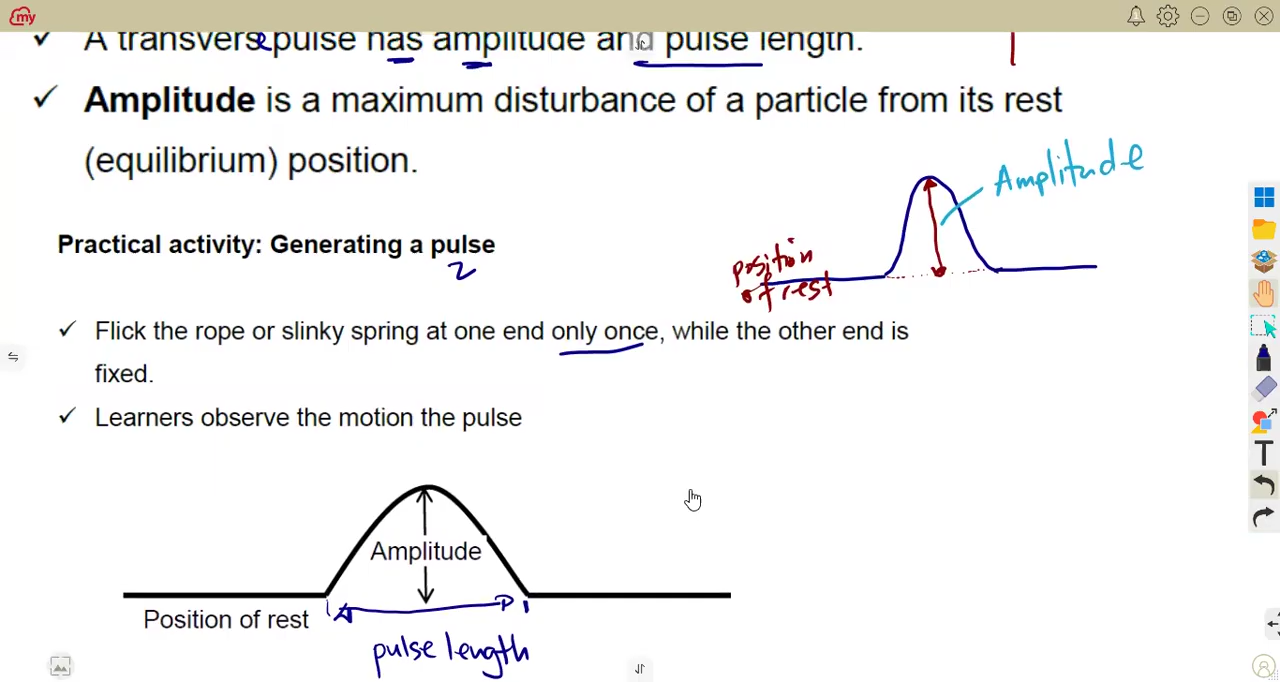 my
✓ A transverse pulse has amplitude and pulse length.
✓ Amplitude is a maximum disturbance of a particle from its rest
(equilibrium) position.
Amplitude
Practical activity: Generating a pulse
position
of rest
✓ Flick the rope or slinky spring at one end only once, while the other end is
fixed.
✓ Learners observe the motion the pulse
Amplitude
Position of rest
pulse length
T